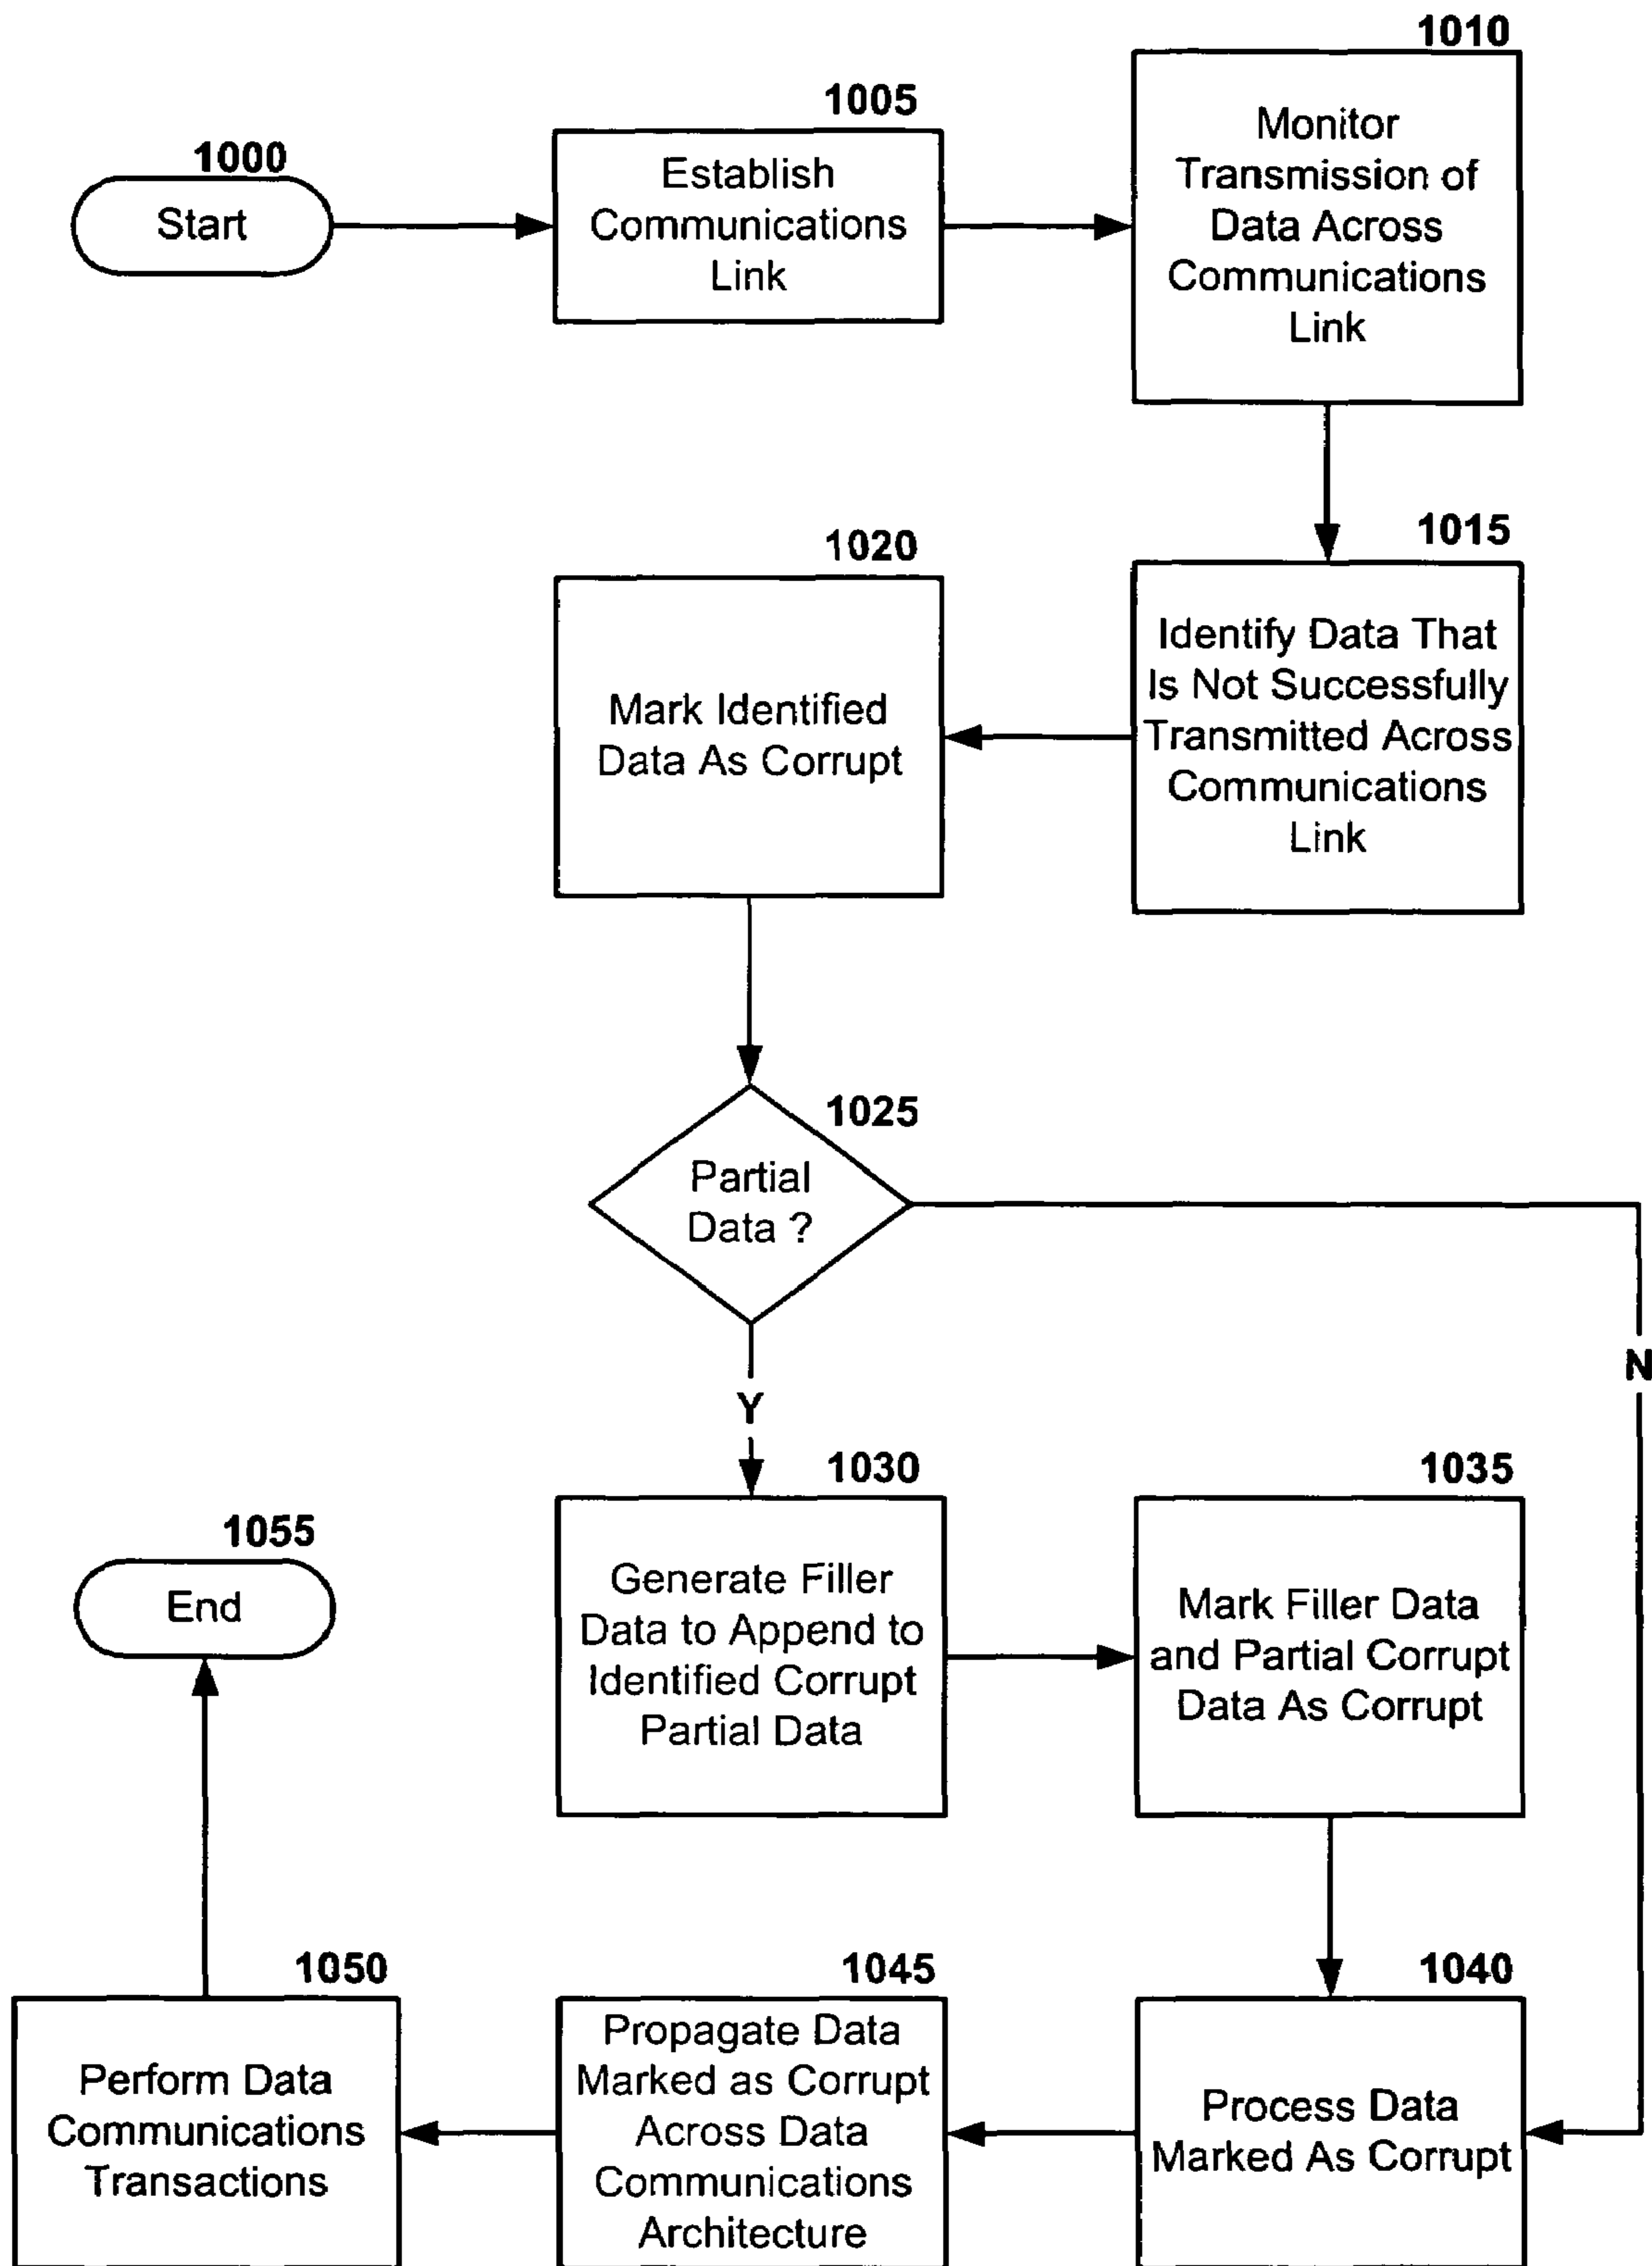 1000
Start
1005
Establish
Communications
Link
1010
Monitor
Transmission of
Data Across
Communications
Link
1015
Identify Data That
Is Not Successfully
Transmitted Across
Communications
Link
1020
Mark Identified
Data As Corrupt
1025
Partial
Data ?
Y
N
1030
Generate Filler
Data to Append to
Identified Corrupt
Partial Data
1035
Mark Filler Data
and Partial Corrupt
Data As Corrupt
1040
Process Data
Marked As Corrupt
1045
Propagate Data
Marked as Corrupt
Across Data
Communications
Architecture
1050
Perform Data
Communications
Transactions
1055
End